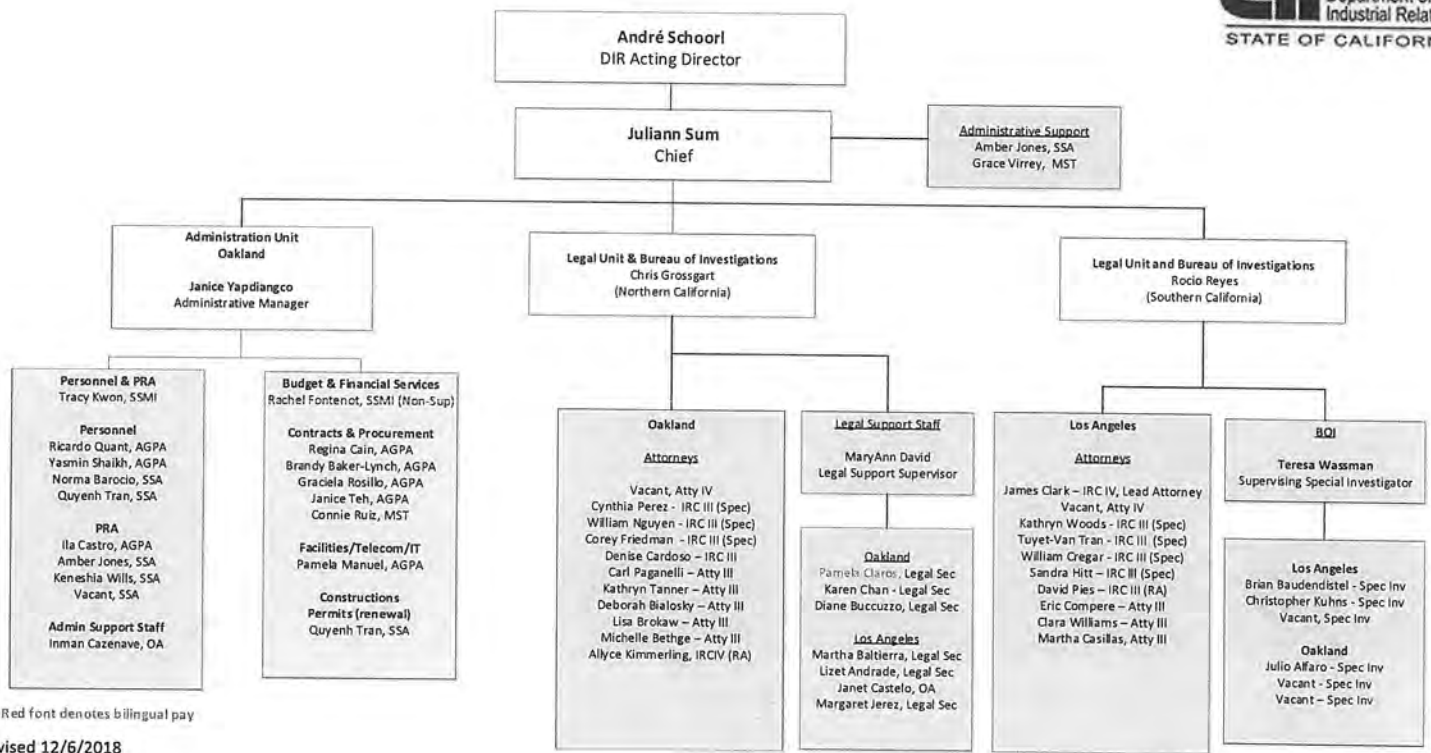 Industrial Relat
STATE OF CALIFORN
André Schoorl
DIR Acting Director
Juliann Sum
Chief
Administrative Support
Amber Jones, SSA
Grace Virrey, MST
Administration Unit
Oakland
Janice Yapdiangco
Administrative Manager
Legal Unit & Bureau of Investigations
Chris Grossgart
(Northern California)
Legal Unit and Bureau of Investigations
Rocio Reyes
(Southern California)
Personnel & PRA
Tracy Kwon, SSMI
Personnel
Ricardo Quant, AGPA
Yasmin Shaikh, AGPA
Norma Barocio, SSA
Quyenh Tran, SSA
PRA
Ila Castro, AGPA
Amber Jones, SSA
Keneshia Wills, SSA
Vacant, SSA
Admin Support Staff
Inman Cazenave, OA
Budget & Financial Services
Rachel Fontenot, SSMI (Non-Sup)
Contracts & Procurement
Regina Cain, AGPA
Brandy Baker-Lynch, AGPA
Graciela Rosillo, AGPA
Janice Teh, AGPA
Connie Ruiz, MST
Facilities/Telecom/IT
Pamela Manuel, AGPA
Constructions
Permits (renewal)
Quyenh Tran, SSA
Oakland
Attorneys
Vacant, Atty IV
Cynthia Perez - IRC III (Spec)
William Nguyen - IRC III (Spec)
Corey Friedman - IRC III (Spec)
Denise Cardoso – IRC III
Carl Paganelli – Atty III
Kathryn Tanner – Atty III
Deborah Bialosky – Atty III
Lisa Brokaw – Atty III
Michelle Bethge – Atty III
Allyce Kimmerling, IRCIV (RA)
Legal Support Staff
MaryAnn David
Legal Support Supervisor
Oakland
Pamela Claros, Legal Sec
Karen Chan - Legal Sec
Diane Buccuzzo, Legal Sec
Los Angeles
Martha Baltierra, Legal Sec
Lizet Andrade, Legal Sec
Janet Castelo, OA
Margaret Jerez, Legal Sec
Los Angeles
Attorneys
James Clark – IRC IV, Lead Attorney
Vacant, Atty IV
Kathryn Woods - IRC III (Spec)
Tuyet-Van Tran - IRC III (Spec)
William Cregar - IRC III (Spec)
Sandra Hitt – IRC III (Spec)
David Pies – IRC III (RA)
Eric Compere – Atty III
Clara Williams – Atty III
Martha Casillas, Atty III
BOI
Teresa Wassman
Supervising Special Investigator
Los Angeles
Brian Baudendistel - Spec Inv
Christopher Kuhns - Spec Inv
Vacant, Spec Inv
Oakland
Julio Alfaro - Spec Inv
Vacant - Spec Inv
Vacant – Spec Inv
Red font denotes bilingual pay
vised 12/6/2018